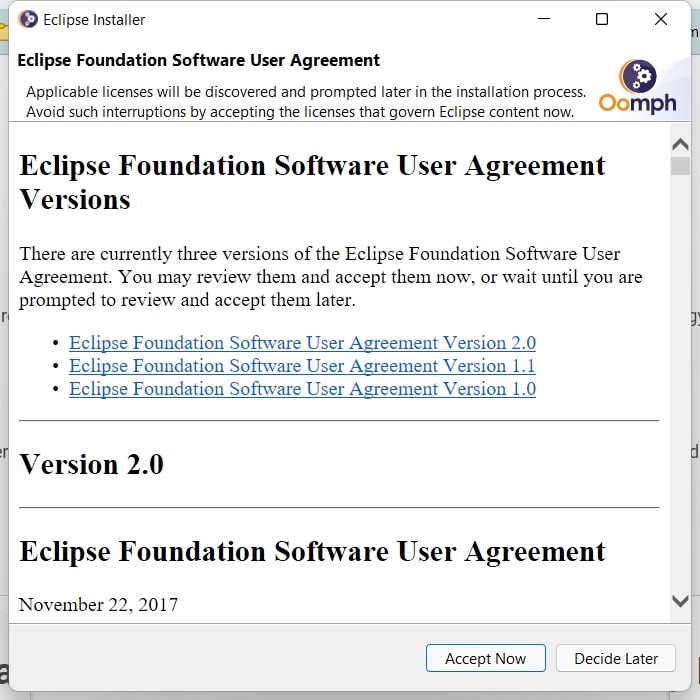 Eclipse Installer
Eclipse Foundation Software User Agreement
Applicable licenses will be discovered and prompted later in the installation process.
Avoid such interruptions by accepting the licenses that govern Eclipse content now.
Oomph
Eclipse Foundation Software User Agreement
Versions
There are currently three versions of the Eclipse Foundation Software User
Agreement. You may review them and accept them now, or wait until you are
prompted to review and accept them later.
• Eclipse Foundation Software User Agreement Version 2.0
• Eclipse Foundation Software User Agreement Version 1.1
• Eclipse Foundation Software User Agreement Version 1.0
Version 2.0
Eclipse Foundation Software User Agreement
November 22, 2017
Accept Now
Decide Later